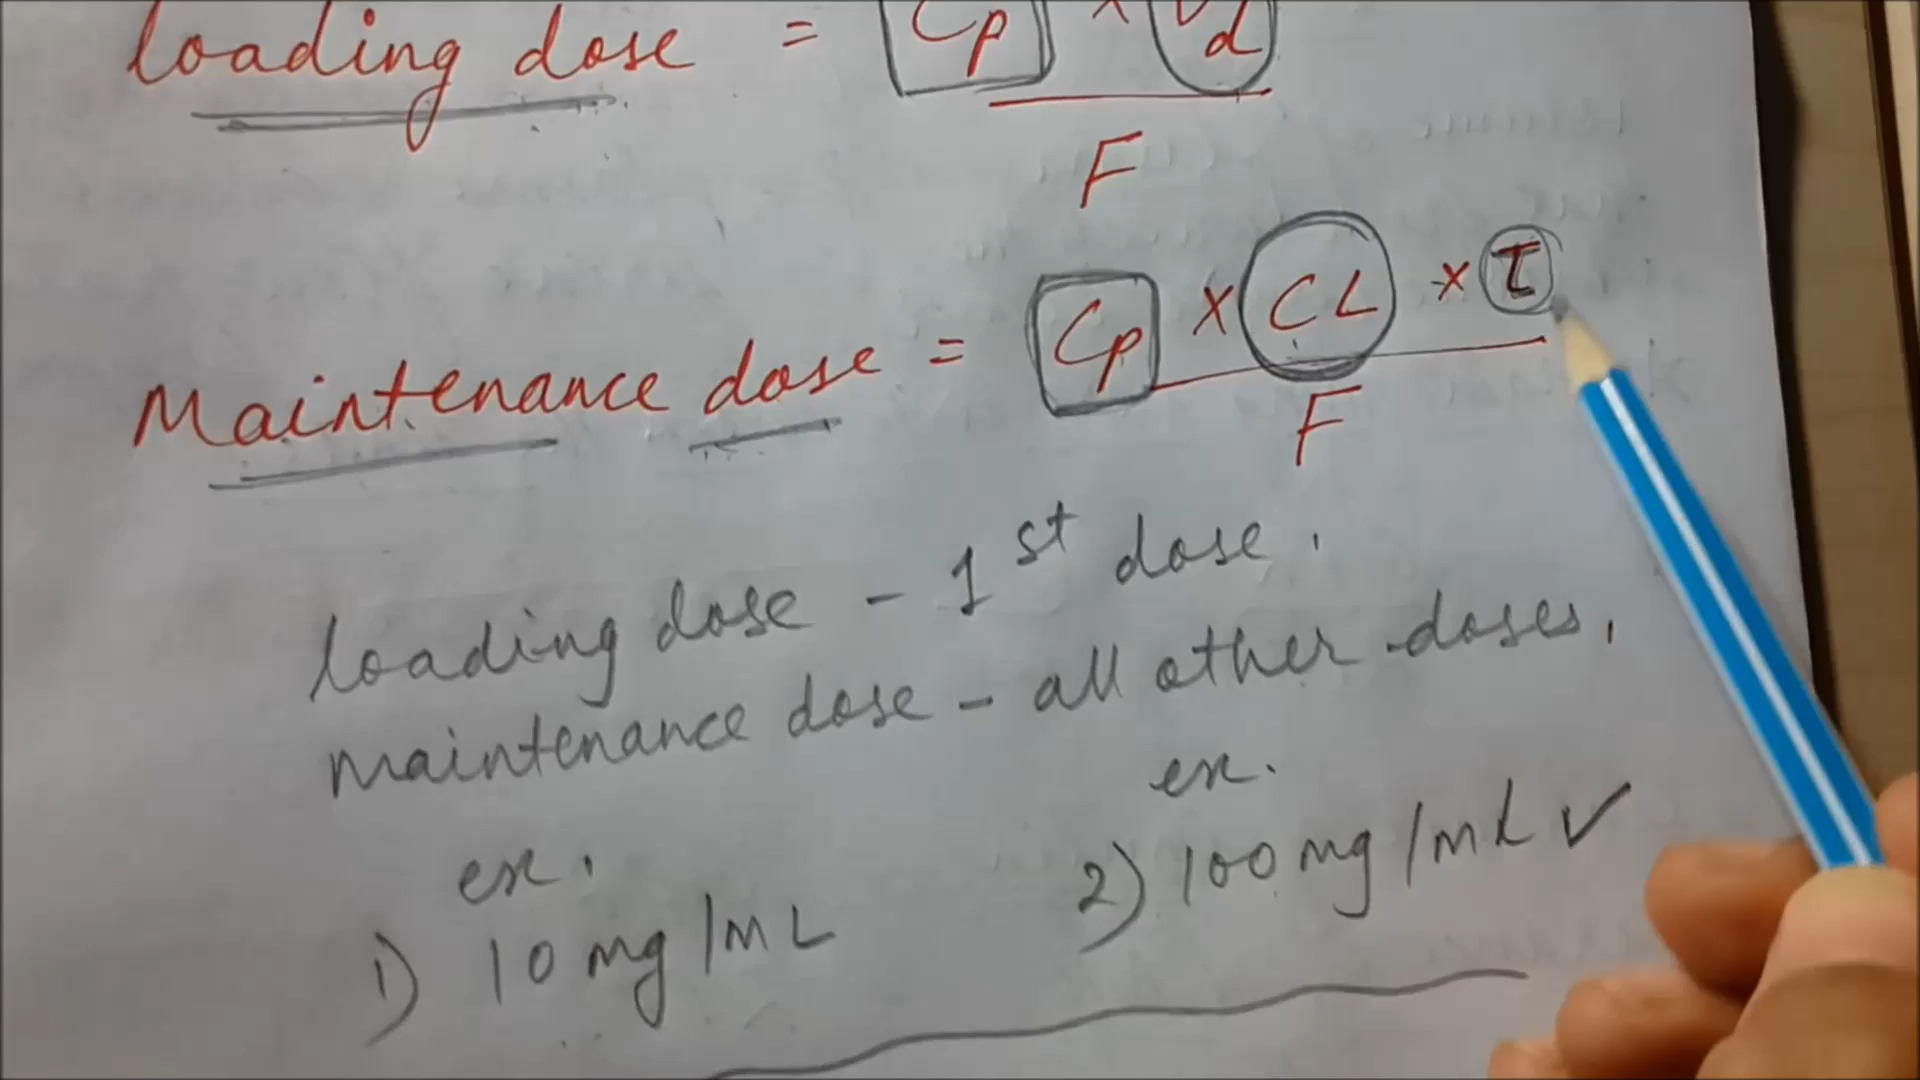 loading dose = Cp × Vd
F
Maintenance dose = Cp × CL × τ
F
loading dose - 1st dose.
maintenance dose - all other doses.
ex. ex.
1) 10 mg/mL 2) 100 mg/mL ✓